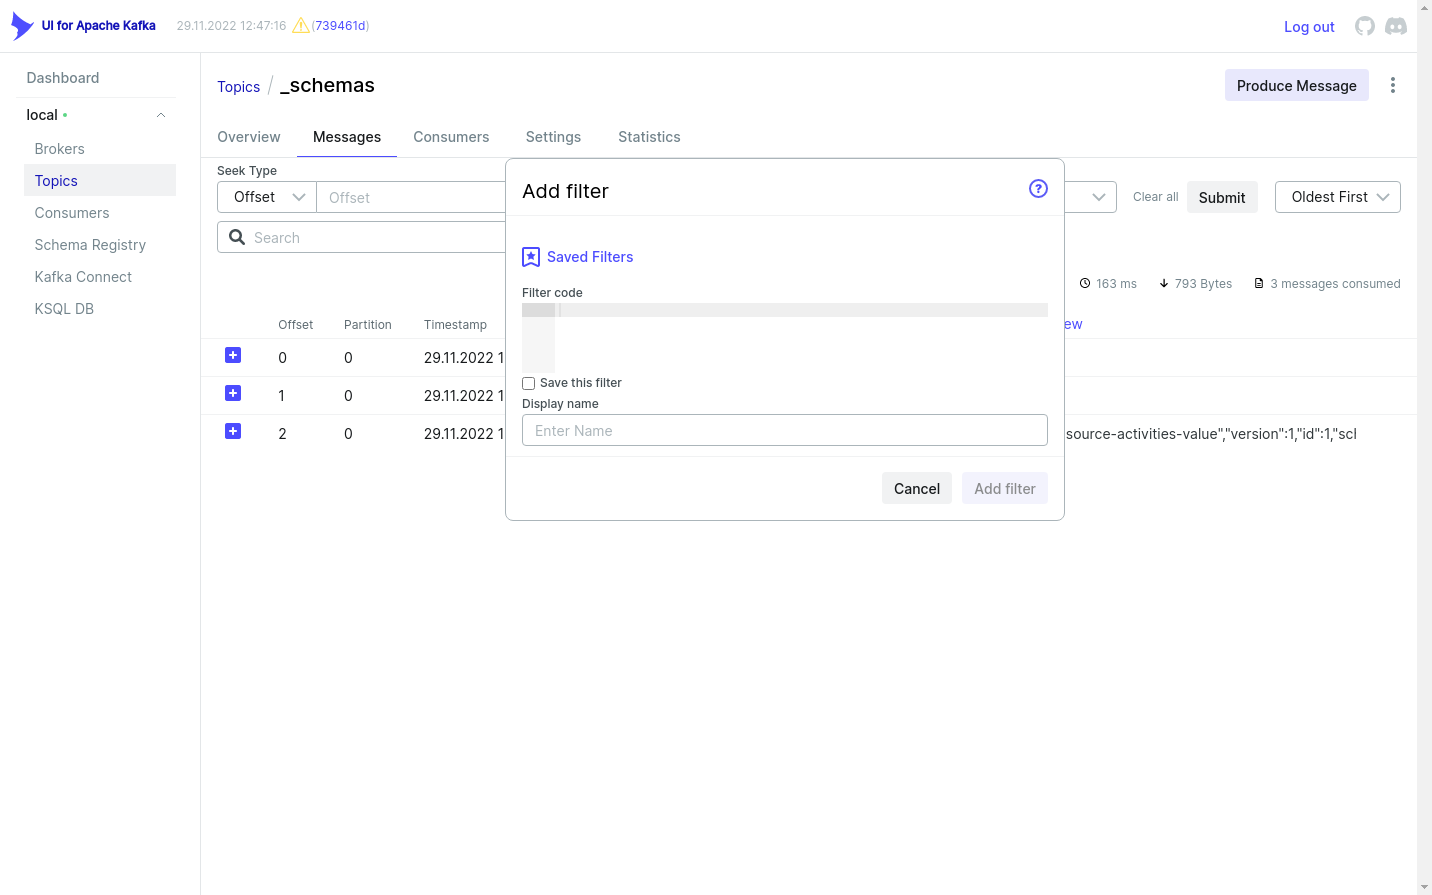 UI for Apache Kafka 29.11.2022 12:47:16 (739461d) Log out
Dashboard
local
Brokers
Topics
Consumers
Schema Registry
Kafka Connect
KSQL DB
Topics / _schemas Produce Message
Overview Messages Consumers Settings Statistics
Seek Type
Offset Offset Clear all Submit Oldest First
Search
163 ms 793 Bytes 3 messages consumed
Offset Partition Timestamp ew
0 0 29.11.2022 1
1 0 29.11.2022 1
2 0 29.11.2022 1 source-activities-value","version":1,"id":1,"scl
Add filter
?
Saved Filters
Filter code
Save this filter
Display name
Enter Name
Cancel Add filter